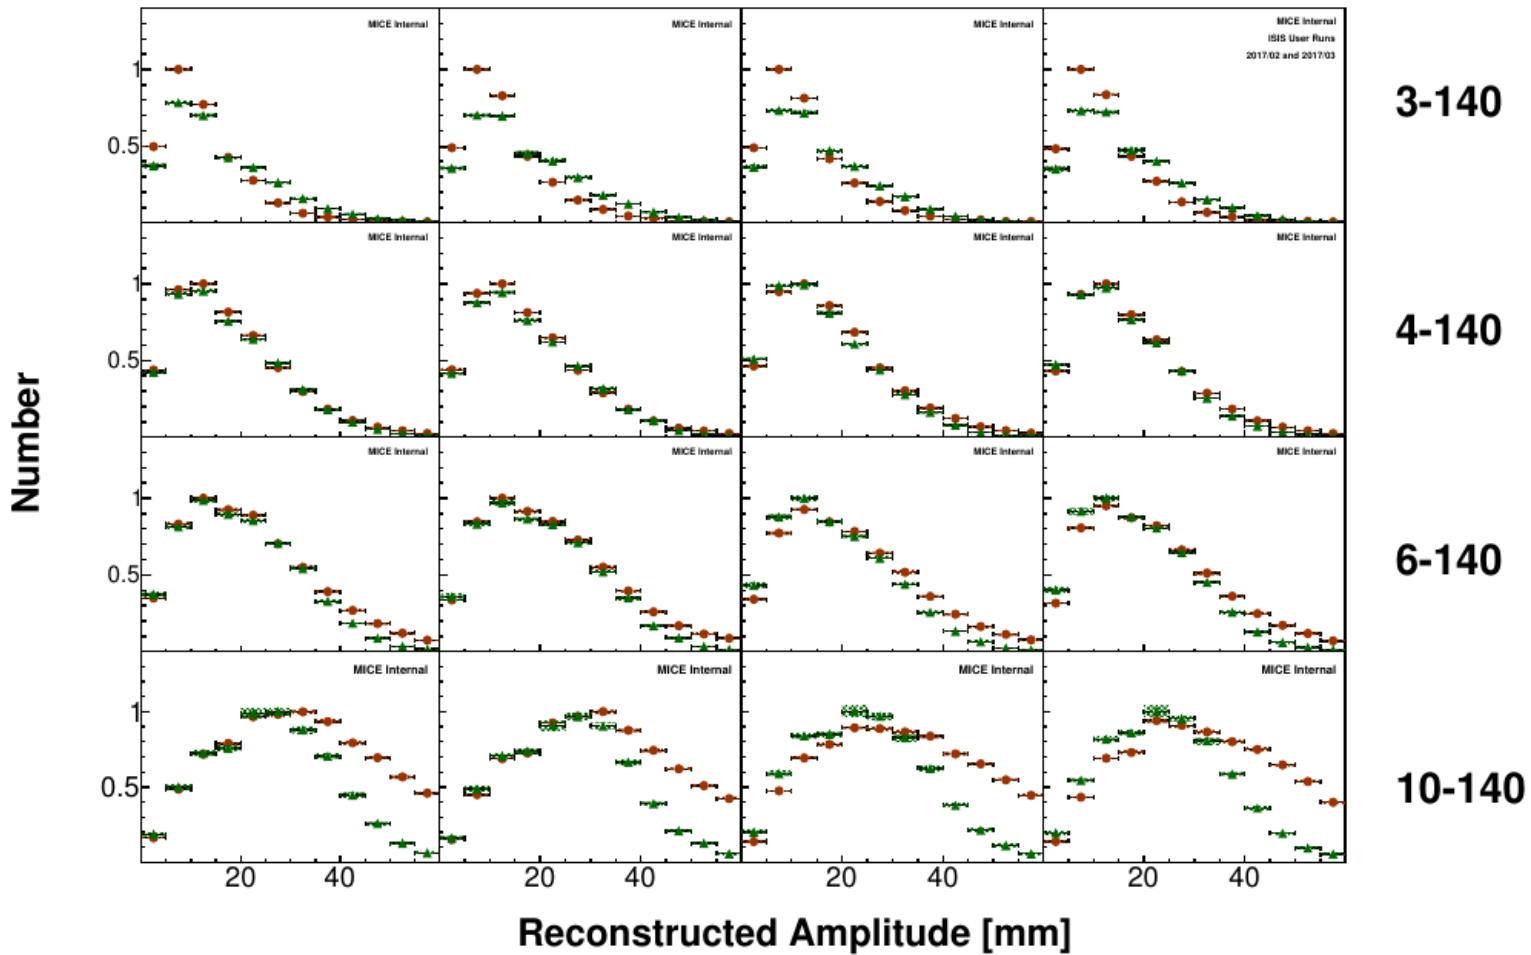 MICE Internal MICE Internal MICE Internal MICE Internal
ISIS User Runs
2017/02 and 2017/03
1
0.5
3-140
MICE Internal MICE Internal MICE Internal MICE Internal
1
0.5
4-140
Number
MICE Internal MICE Internal MICE Internal MICE Internal
1
0.5
6-140
MICE Internal MICE Internal MICE Internal MICE Internal
1
0.5
10-140
20 40 20 40 20 40 20 40
Reconstructed Amplitude [mm]